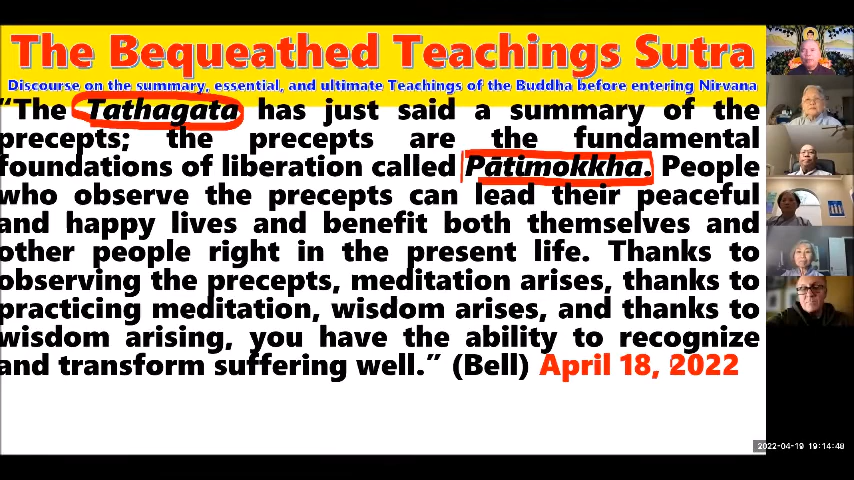 The Bequeathed Teachings Sutra
Discourse on the summary, essential, and ultimate Teachings of the Buddha before entering Nirvana
“The Tathagata has just said a summary of the
precepts; the precepts are the fundamental
foundations of liberation called Pātimokkha. People
who observe the precepts can lead their peaceful
and happy lives and benefit both themselves and
other people right in the present life. Thanks to
observing the precepts, meditation arises, thanks to
practicing meditation, wisdom arises, and thanks to
wisdom arising, you have the ability to recognize
and transform suffering well.” (Bell) April 18, 2022
2022-04-19 19:14:48